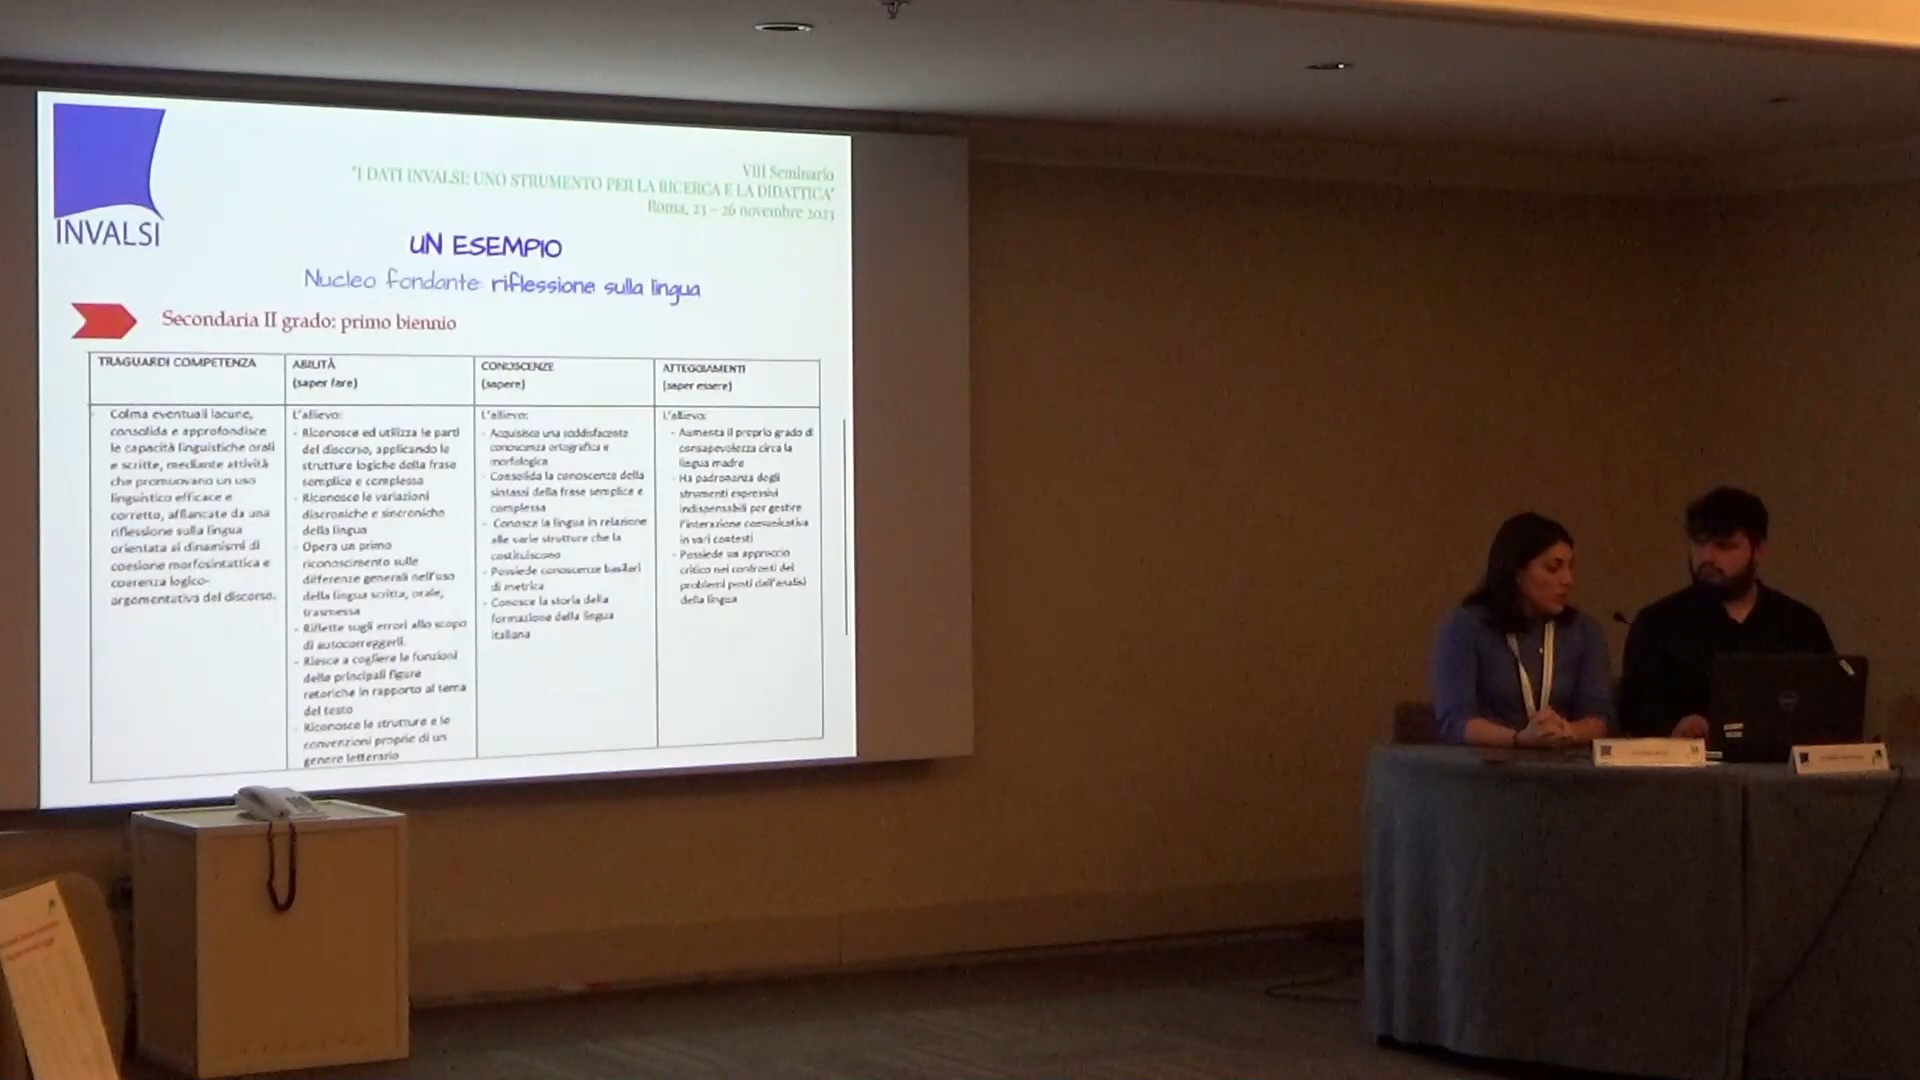 INVALSI
VIII Seminario
"I DATI INVALSI: UNO STRUMENTO PER LA RICERCA E LA DIDATTICA"
Roma, 23 – 26 novembre 2023
UN ESEMPIO
Nucleo fondante: riflessione sulla lingua
Secondaria II grado: primo biennio
TRAGUARDI COMPETENZA
Colma eventuali lacune,
consolida e approfondisce
le capacità linguistiche orali
e scritte, mediante attività
che promuovano un uso
linguistico efficace e
corretto, affiancate da una
riflessione sulla lingua
orientata ai dinamismi di
coesione morfosintattica e
coerenza logico-
argomentativa del discorso.
ABILITÀ
(saper fare)
L'allievo:
- Riconosce ed utilizza le parti
del discorso, applicando le
strutture logiche della frase
semplice e complessa
- Riconosce le variazioni
diacroniche e sincroniche
della lingua
- Opera un primo
riconoscimento sulle
differenze generali nell'uso
della lingua scritta, orale,
trasmessa
- Riflette sugli errori allo scopo
di autocorreggerli.
- Riesce a cogliere le funzioni
delle principali figure
retoriche in rapporto al tema
del testo
- Riconosce le strutture e le
convenzioni proprie di un
genere letterario
CONOSCENZE
(sapere)
L'allievo:
- Acquisisce una soddisfacente
conoscenza ortografica e
morfologica
- Consolida la conoscenza della
sintassi della frase semplice e
complessa
- Conosce la lingua in relazione
alle varie strutture che la
costituiscono
- Possiede conoscenze basilari
di metrica
- Conosce la storia della
formazione della lingua
italiana
ATTEGGIAMENTI
(saper essere)
L'allievo:
- Aumenta il proprio grado di
consapevolezza circa la
lingua madre
- Ha padronanza degli
strumenti espressivi
indispensabili per gestire
l'interazione comunicativa
in vari contesti
- Possiede un approccio
critico nei confronti dei
problemi posti dall'analisi
della lingua